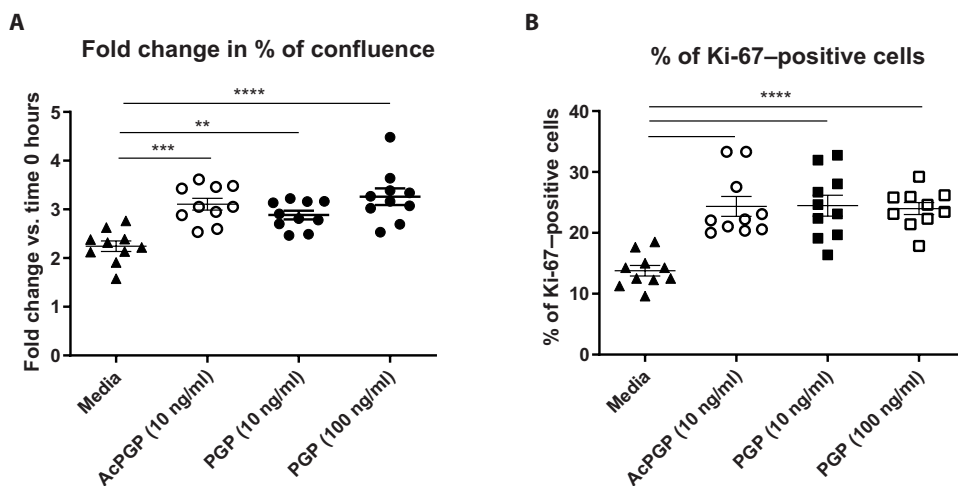 A
Fold change in % of confluence
Fold change vs. time 0 hours
5
4
3
2
1
0
****
**
***
Media
AcPGP (10 ng/ml)
PGP (10 ng/ml)
PGP (100 ng/ml)
B
% of Ki-67–positive cells
% of Ki-67–positive cells
40
30
20
10
0
****
Media
AcPGP (10 ng/ml)
PGP (10 ng/ml)
PGP (100 ng/ml)